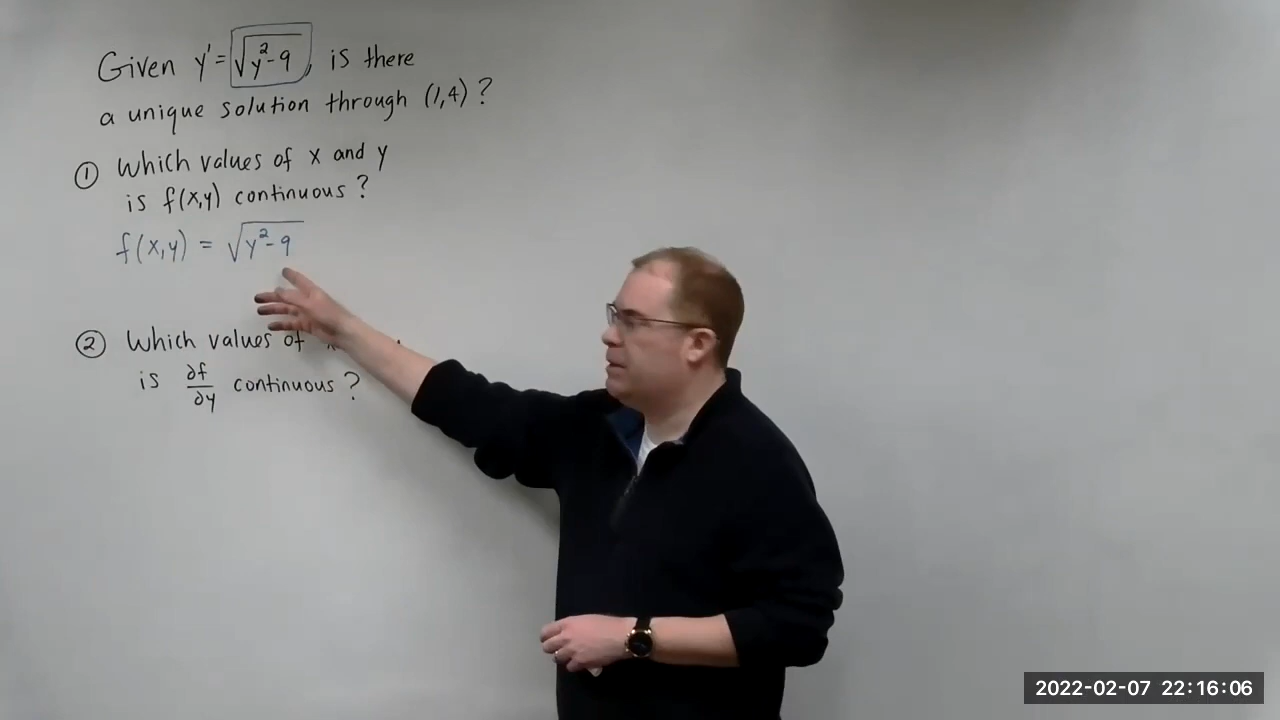 Given y' = √y²-9, is there
a unique solution through (1,4)?
① Which values of x and y
is f(x,y) continuous?
f(x,y) = √y²-9
② Which values of
is ∂f/∂y continuous?
2022-02-07 22:16:06